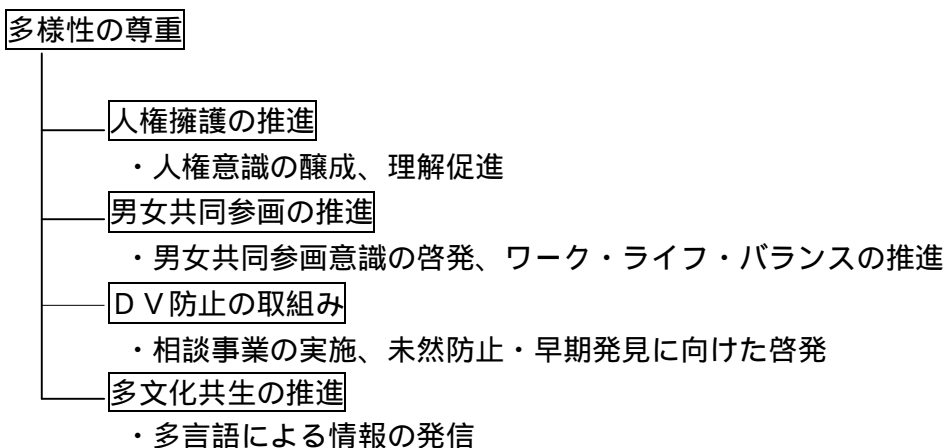 多様性の尊重
人権擁護の推進
・人権意識の醸成、理解促進
男女共同参画の推進
・男女共同参画意識の啓発、ワーク・ライフ・バランスの推進
ＤＶ防止の取組み
・相談事業の実施、未然防止・早期発見に向けた啓発
多文化共生の推進
・多言語による情報の発信